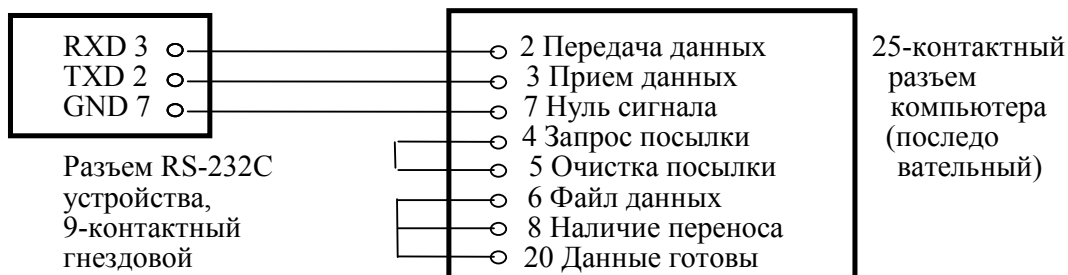 RXD 3
TXD 2
GND 7
Разъем RS-232C
устройства,
9-контактный
гнездовой
2 Передача данных
3 Прием данных
7 Нуль сигнала
4 Запрос посылки
5 Очистка посылки
6 Файл данных
8 Наличие переноса
20 Данные готовы
25-контактный
разъем
компьютера
(последо
вательный)